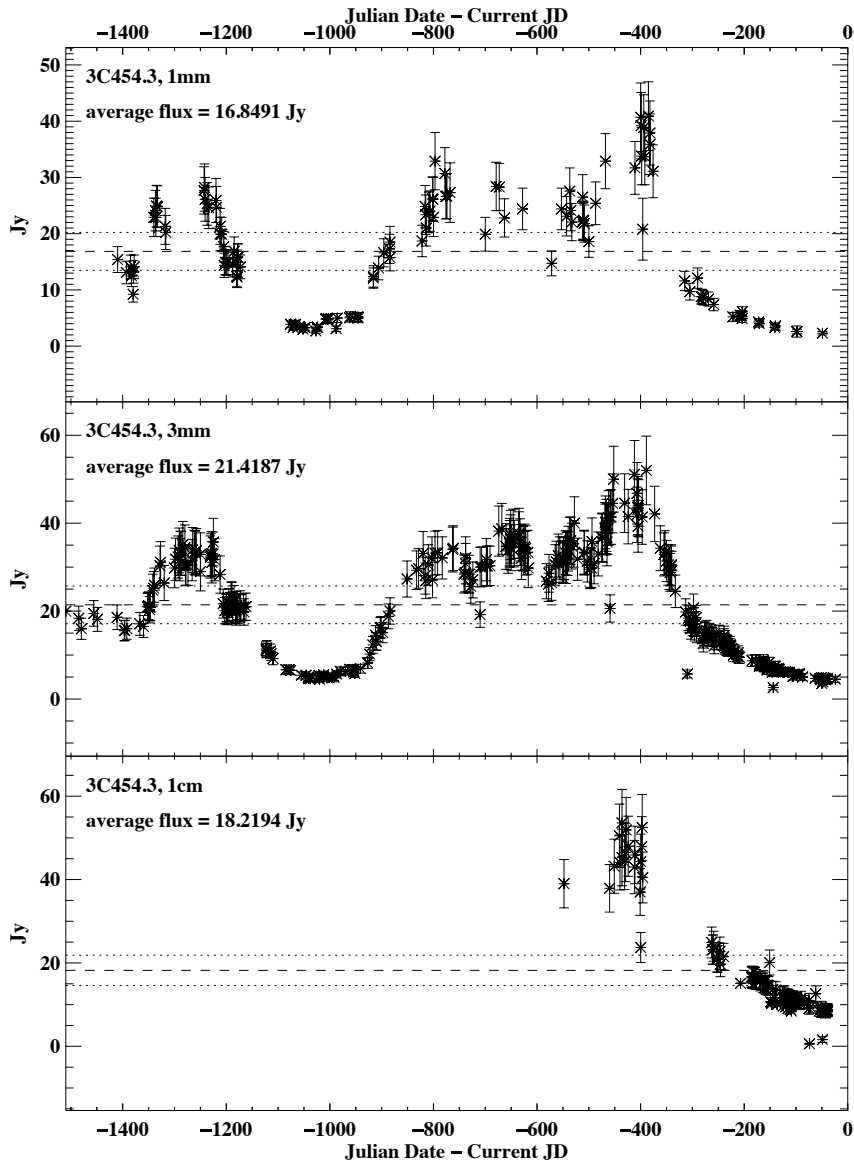 Julian Date − Current JD
−1400 −1200 −1000 −800 −600 −400 −200 0
3C454.3, 1mm
average flux = 16.8491 Jy
50
40
30
20
10
0
Jy
3C454.3, 3mm
average flux = 21.4187 Jy
60
40
20
0
Jy
3C454.3, 1cm
average flux = 18.2194 Jy
60
40
20
0
Jy
−1400 −1200 −1000 −800 −600 −400 −200 0
Julian Date − Current JD